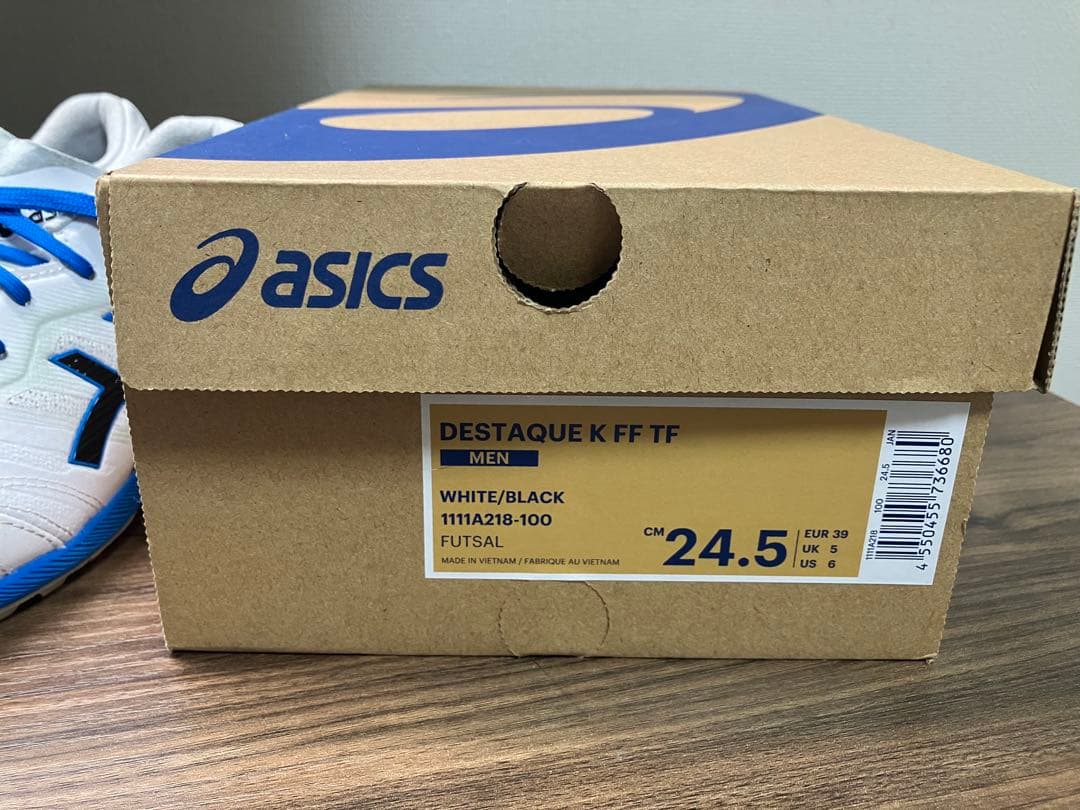 asics
DESTAQUE K FF TF
MEN
WHITE/BLACK
1111A218-100
FUTSAL
MADE IN VIETNAM / FABRIQUE AU VIETNAM
CM 24.5
EUR 39
UK 5
US 6
1111A218 100 24.5 JAN
4 550455 736680